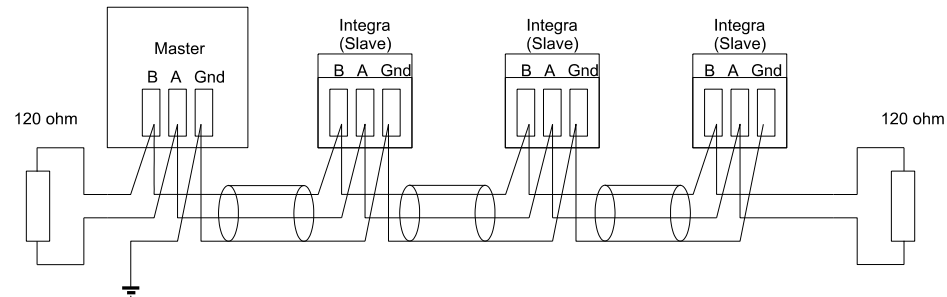 Integra
(Slave)
Integra
(Slave)
Integra
(Slave)
Master
B A Gnd
B A Gnd
B A Gnd
B A Gnd
120 ohm
120 ohm